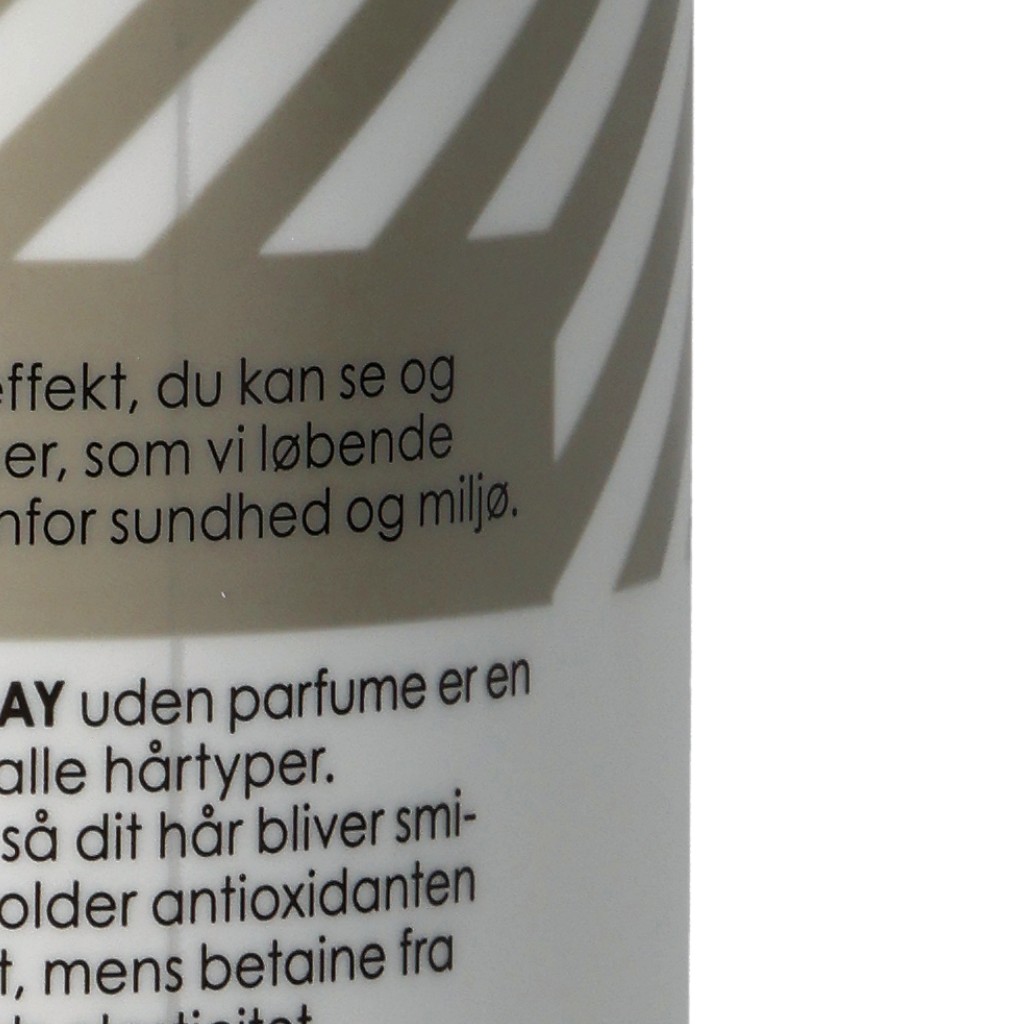 effekt, du kan se og
er, som vi løbende
nfor sundhed og miljø.
AY uden parfume er en
alle hårtyper.
så dit hår bliver smi-
older antioxidanten
t, mens betaine fra